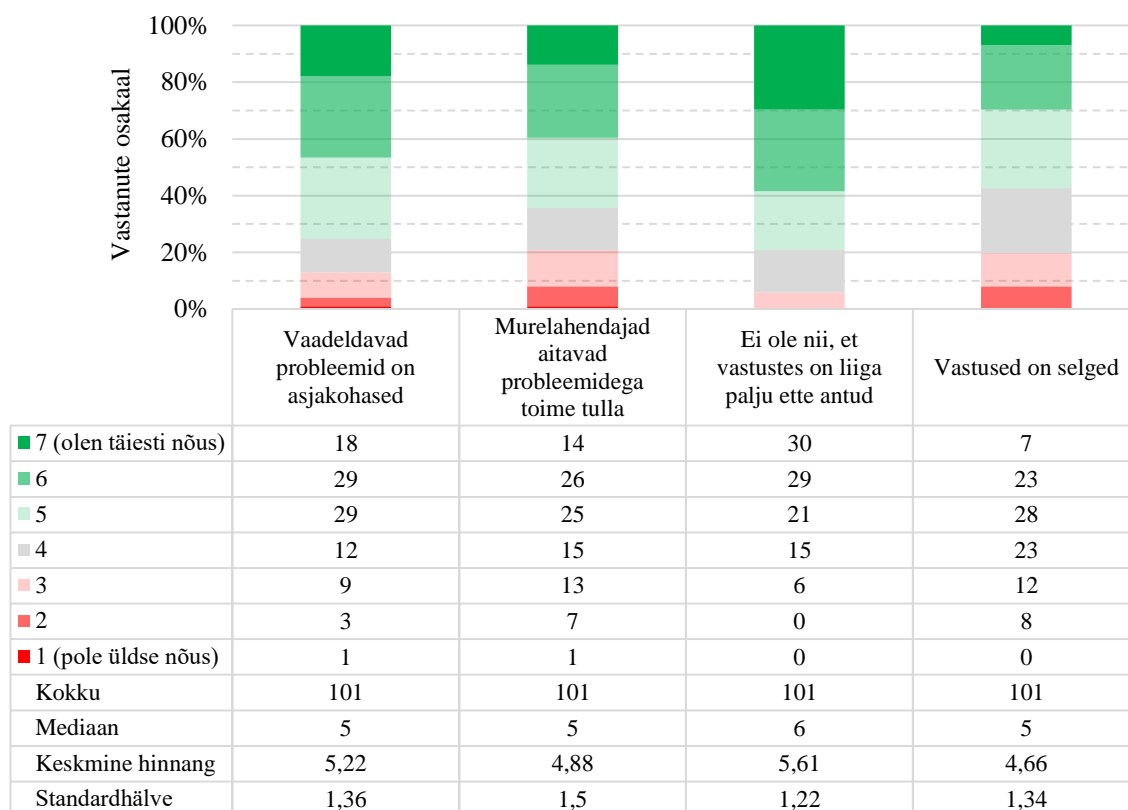 100%
80%
60%
40%
20%
0%
Vastanute osakaal
Vaadeldavad
probleemid on
asjakohased
Murelahendajad
aitavad
probleemidega
toime tulla
Ei ole nii, et
vastustes on liiga
palju ette antud
Vastused on selged
7 (olen täiesti nõus) 18 14 30 7
6 29 26 29 23
5 29 25 21 28
4 12 15 15 23
3 9 13 6 12
2 3 7 0 8
1 (pole üldse nõus) 1 1 0 0
Kokku 101 101 101 101
Mediaan 5 5 6 5
Keskmine hinnang 5,22 4,88 5,61 4,66
Standardhälve 1,36 1,5 1,22 1,34